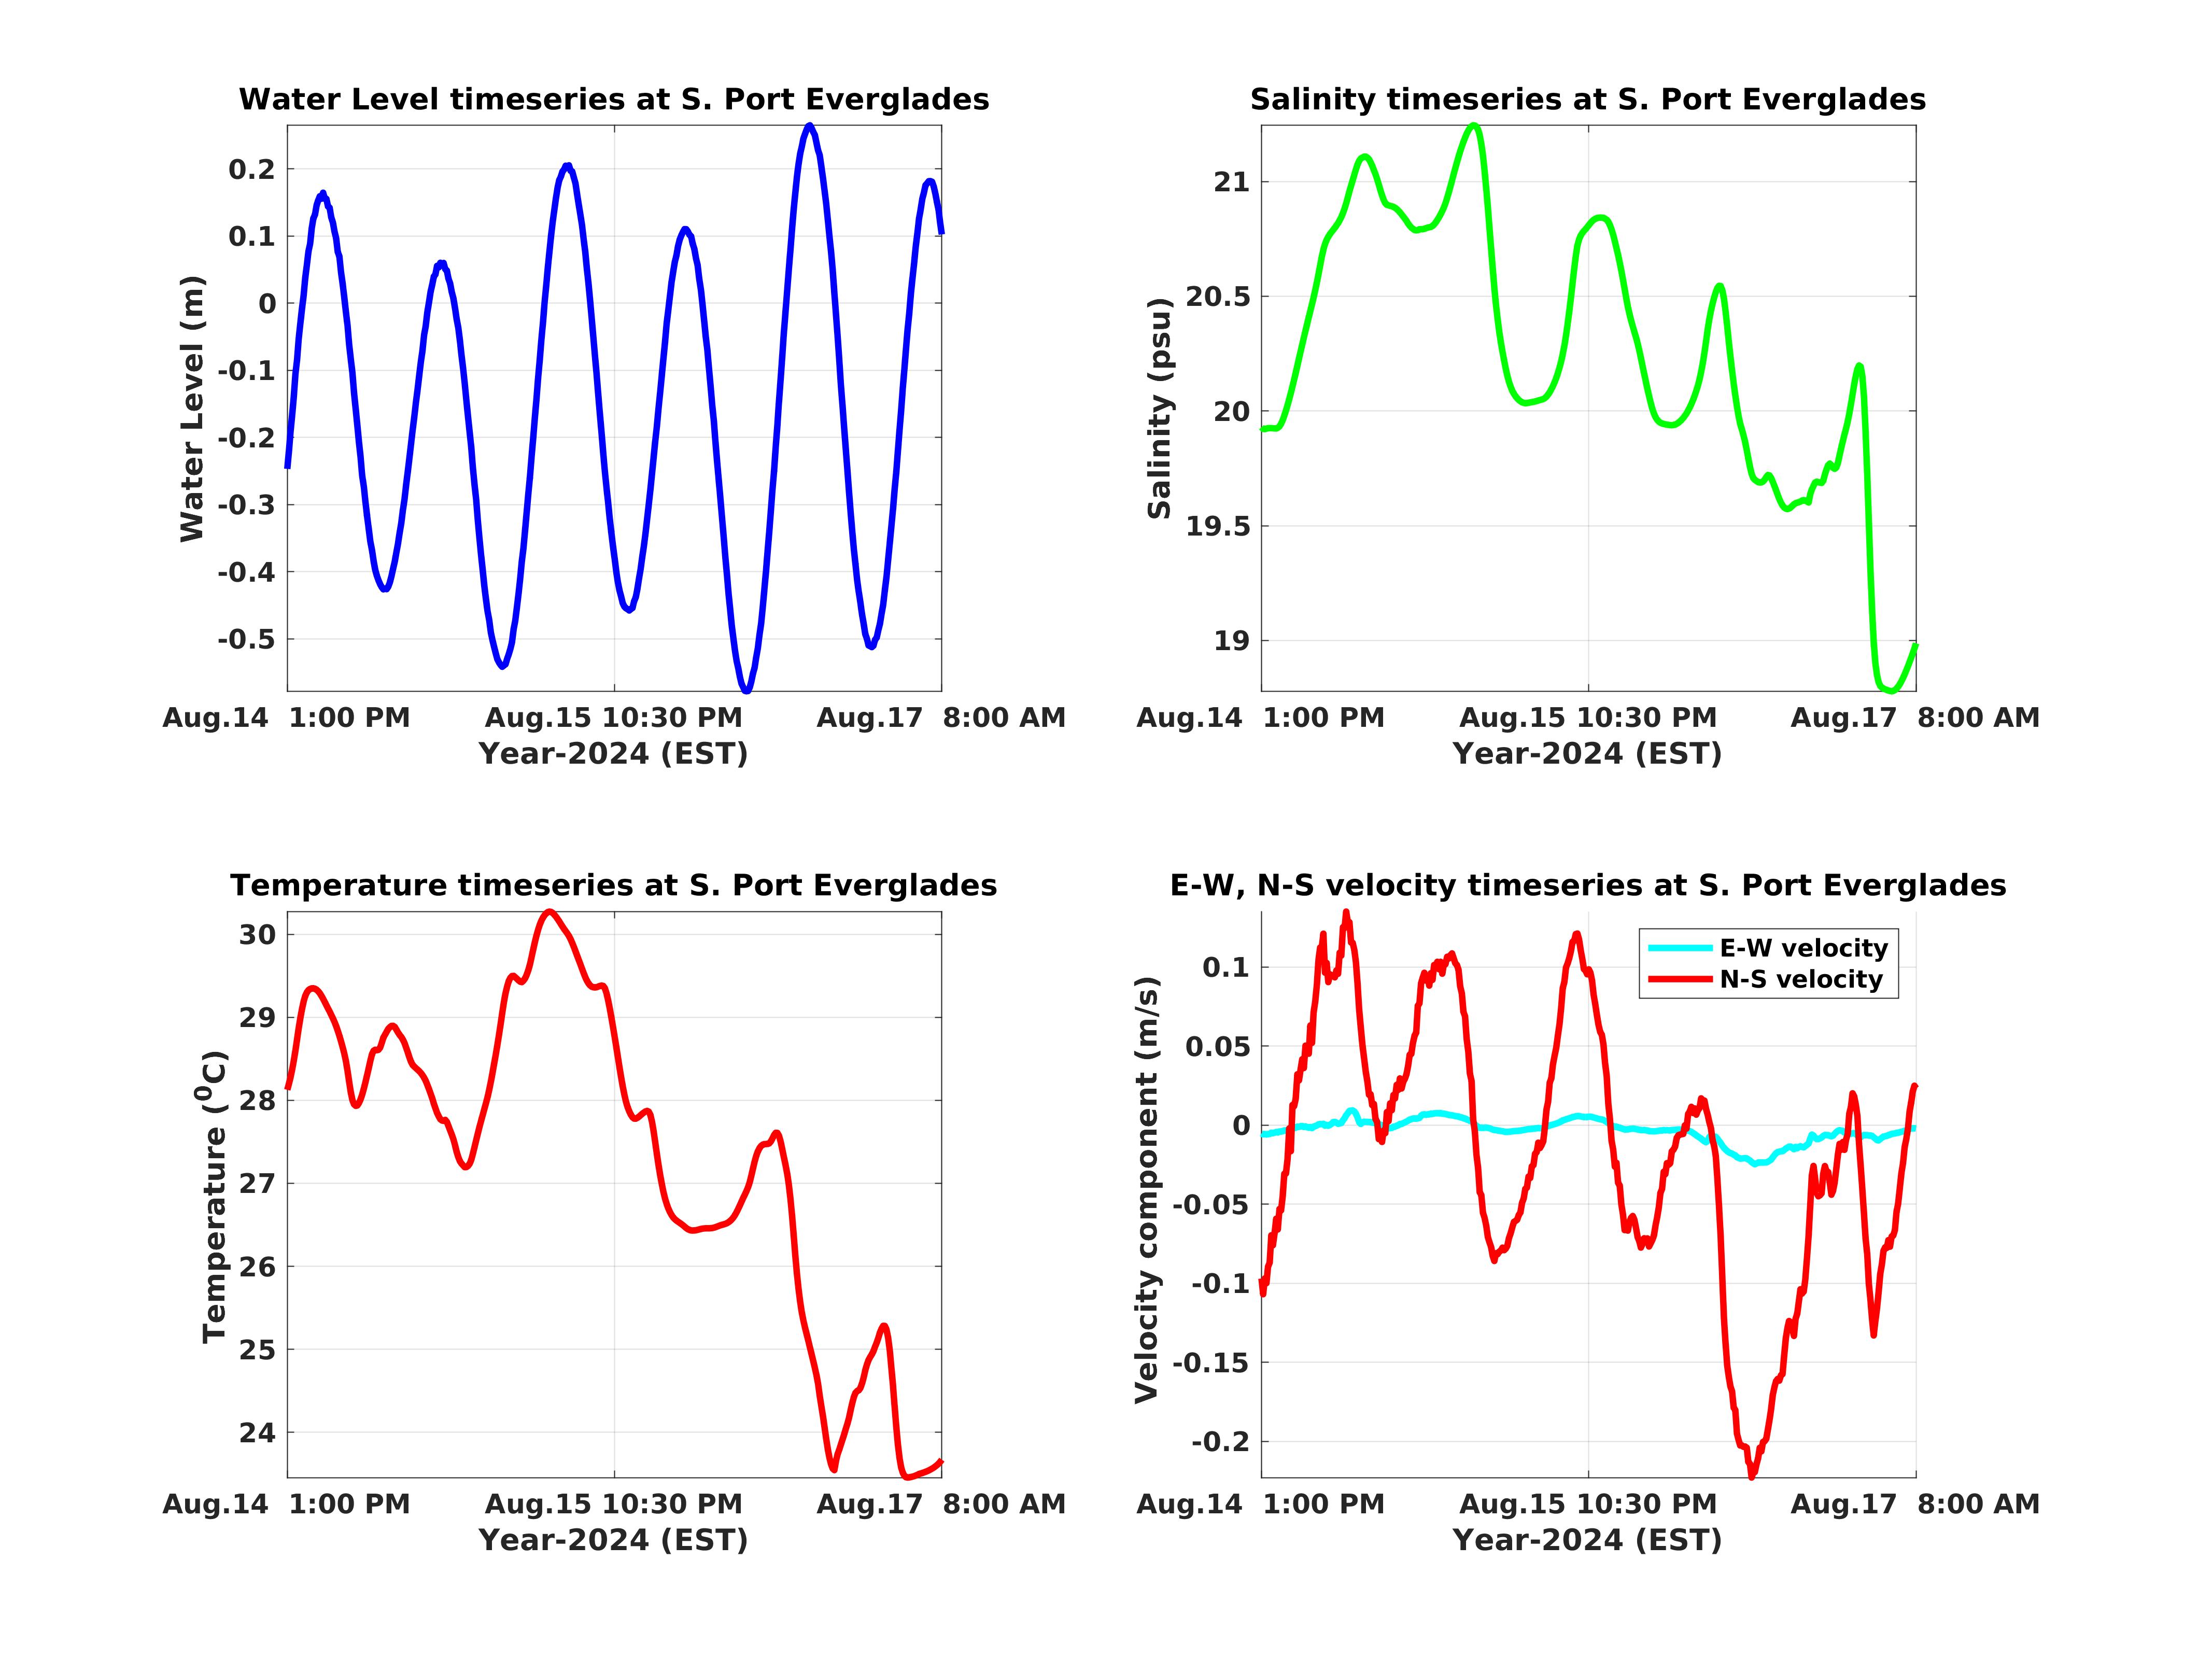 Water Level timeseries at S. Port Everglades
Water Level (m)
0.2
0.1
0
-0.1
-0.2
-0.3
-0.4
-0.5
Aug.14 1:00 PM Aug.15 10:30 PM Aug.17 8:00 AM
Year-2024 (EST)
Salinity timeseries at S. Port Everglades
Salinity (psu)
21
20.5
20
19.5
19
Aug.14 1:00 PM Aug.15 10:30 PM Aug.17 8:00 AM
Year-2024 (EST)
Temperature timeseries at S. Port Everglades
Temperature (⁰C)
30
29
28
27
26
25
24
Aug.14 1:00 PM Aug.15 10:30 PM Aug.17 8:00 AM
Year-2024 (EST)
E-W, N-S velocity timeseries at S. Port Everglades
Velocity component (m/s)
E-W velocity
N-S velocity
0.1
0.05
0
-0.05
-0.1
-0.15
-0.2
Aug.14 1:00 PM Aug.15 10:30 PM Aug.17 8:00 AM
Year-2024 (EST)